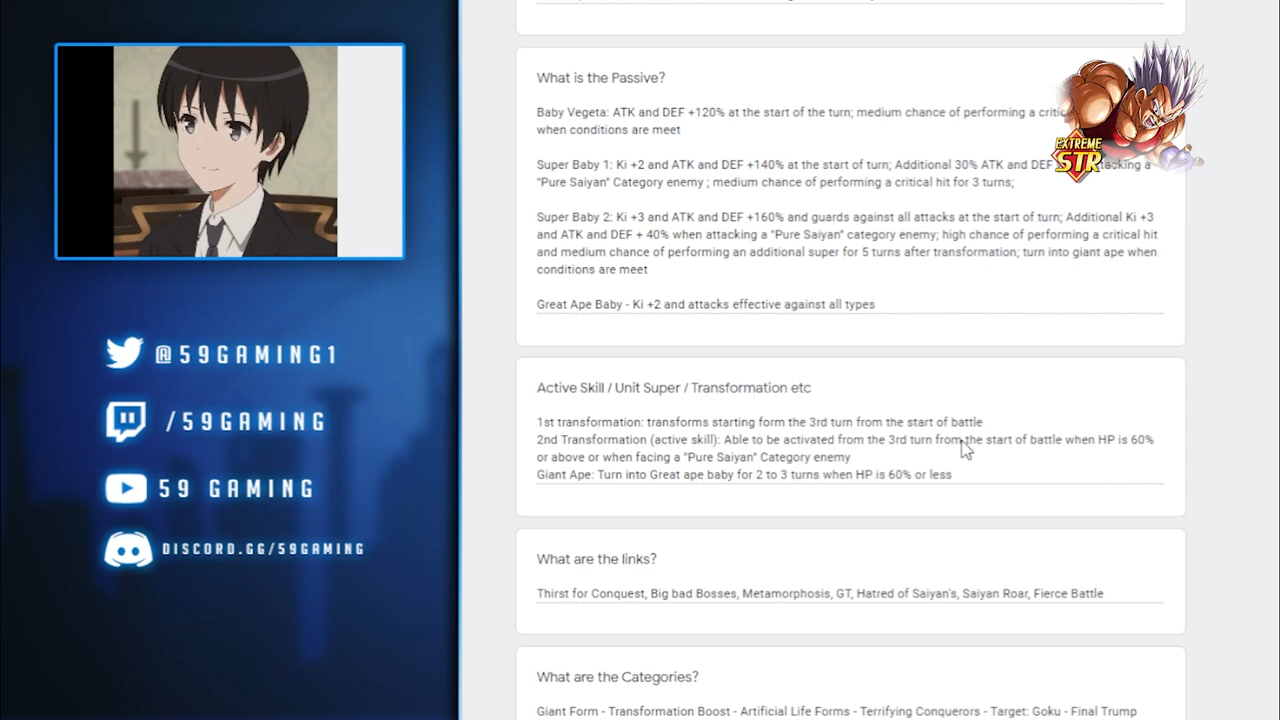 @59GAMING1
/59GAMING
59 GAMING
DISCORD.GG/59GAMING
What is the Passive?
Baby Vegeta: ATK and DEF +120% at the start of the turn; medium chance of performing a
when conditions are meet
Super Baby 1: Ki +2 and ATK and DEF +140% at the start of turn; Additional 30% ATK and DEF
"Pure Saiyan" Category enemy ; medium chance of performing a critical hit for 3 turns;
Super Baby 2: Ki +3 and ATK and DEF +160% and guards against all attacks at the start of turn; Additional Ki +3
and ATK and DEF + 40% when attacking a "Pure Saiyan" category enemy; high chance of performing a critical hit
and medium chance of performing an additional super for 5 turns after transformation; turn into giant ape when
conditions are meet
Great Ape Baby - Ki +2 and attacks effective against all types
EXTREME
STR
Active Skill / Unit Super / Transformation etc
1st transformation: transforms starting form the 3rd turn from the start of battle
2nd Transformation (active skill): Able to be activated from the 3rd turn from the start of battle when HP is 60%
or above or when facing a "Pure Saiyan" Category enemy
Giant Ape: Turn into Great ape baby for 2 to 3 turns when HP is 60% or less
What are the links?
Thirst for Conquest, Big bad Bosses, Metamorphosis, GT, Hatred of Saiyan's, Saiyan Roar, Fierce Battle
What are the Categories?
Giant Form - Transformation Boost - Artificial Life Forms - Terrifying Conquerors - Target: Goku - Final Trump